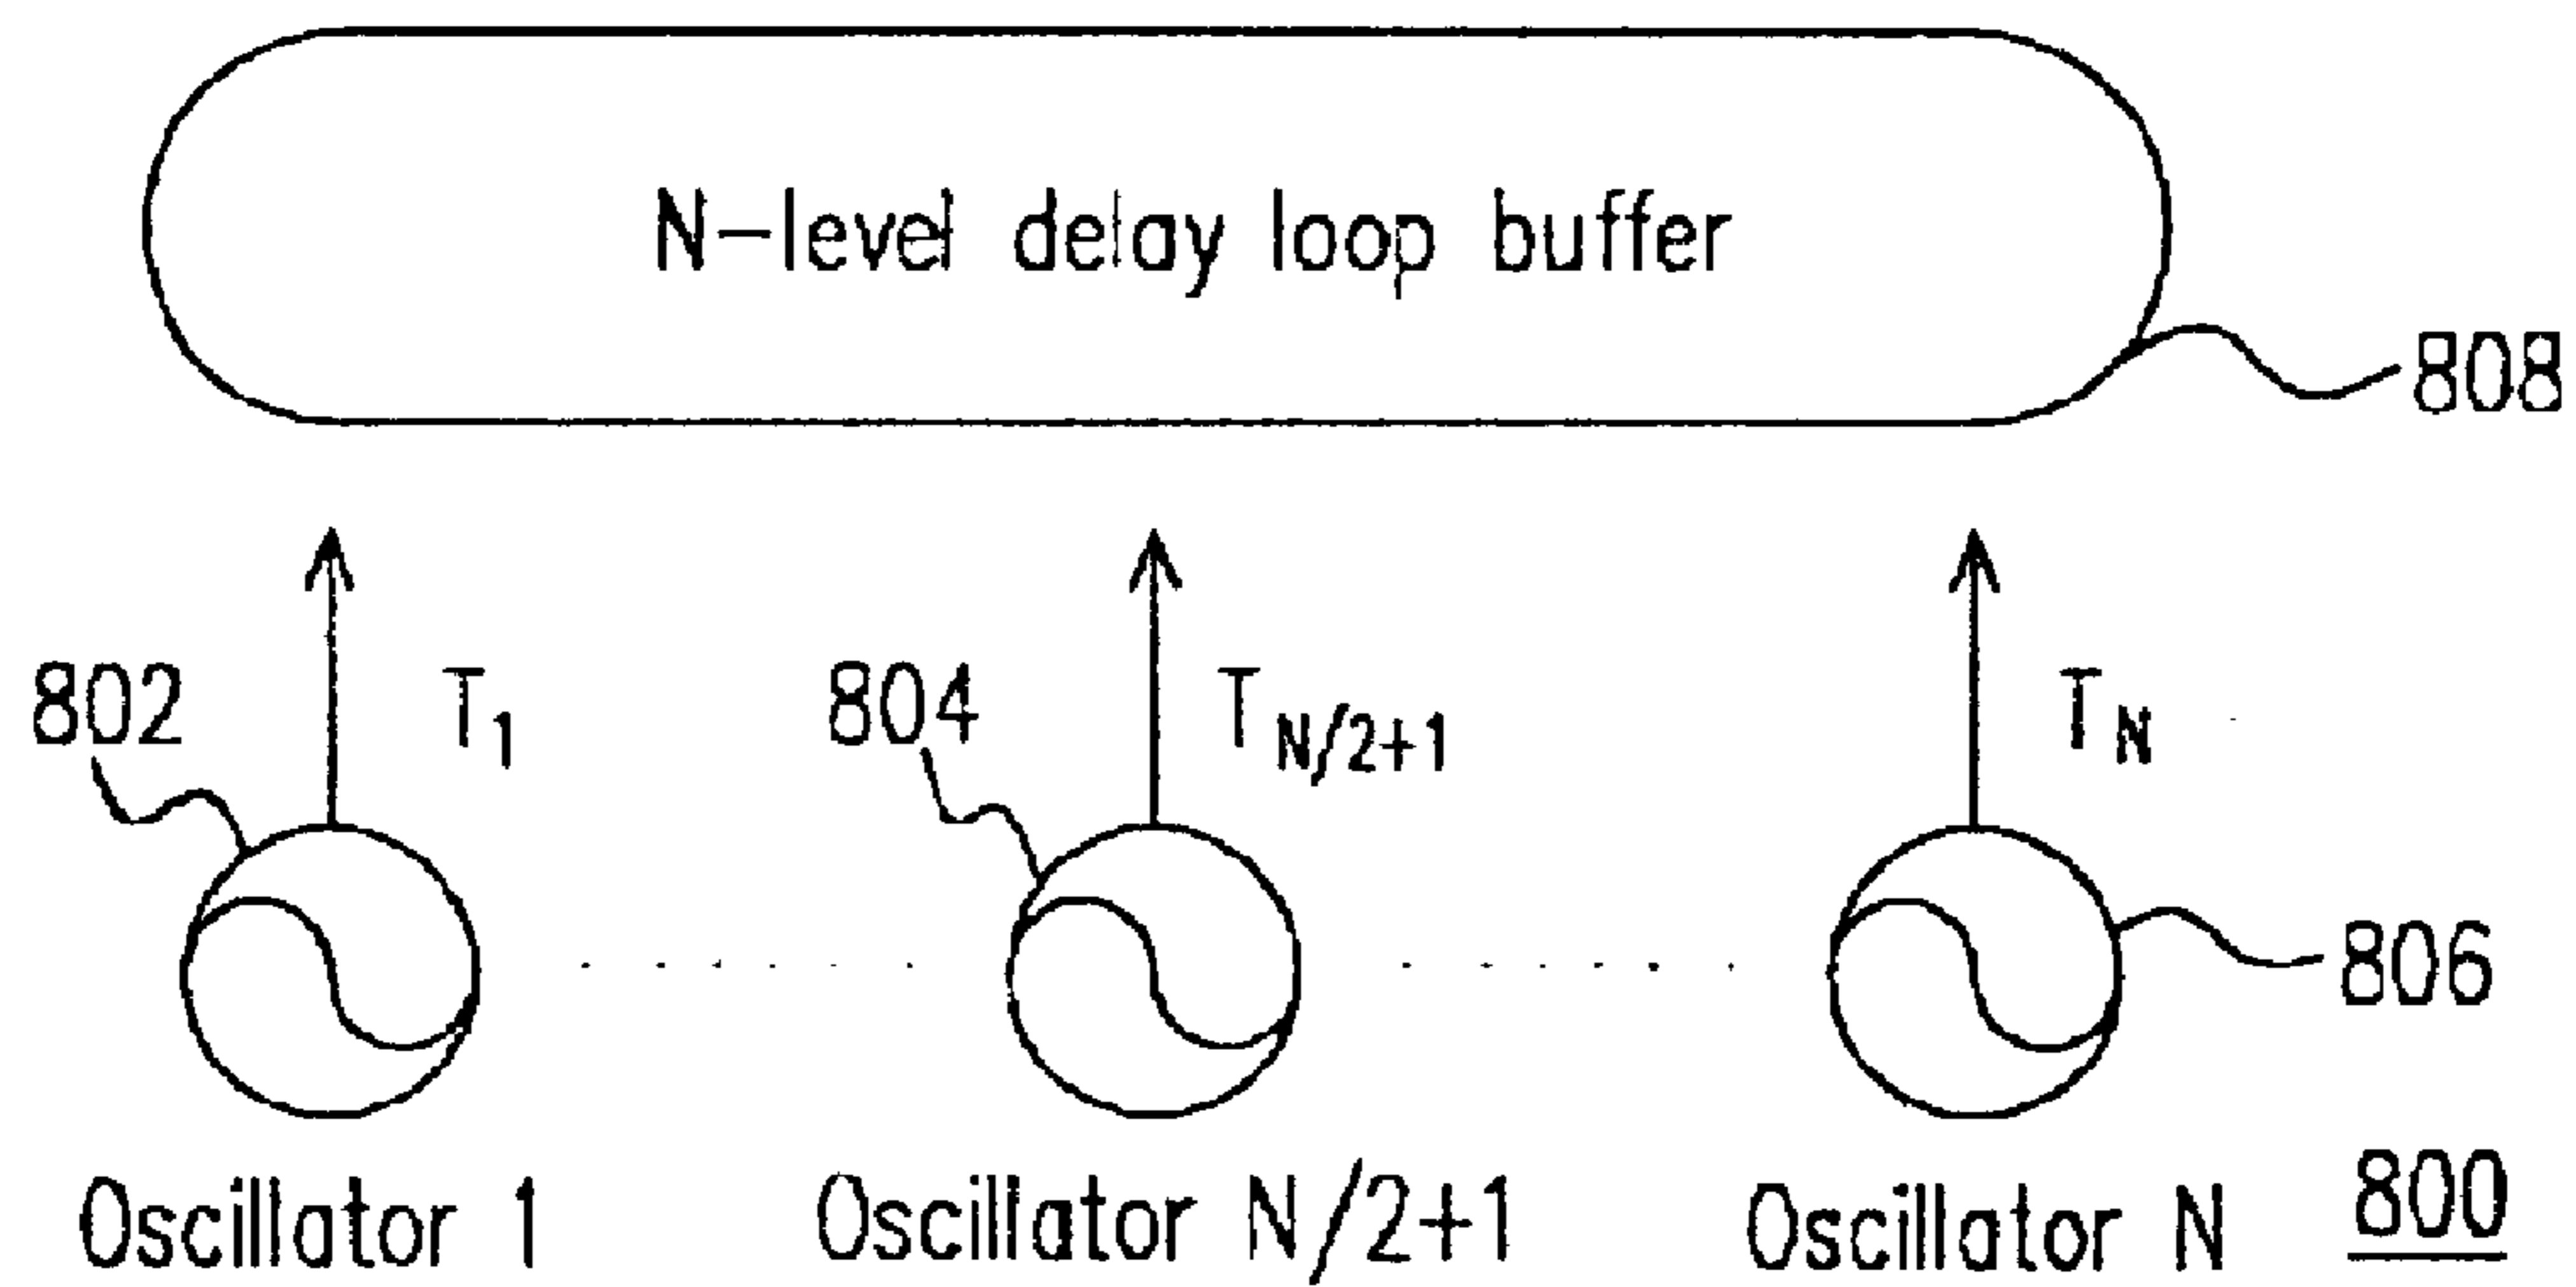 N-level delay loop buffer
808
802 T1 804 TN/2+1 TN
806
Oscillator 1 Oscillator N/2+1 Oscillator N 800